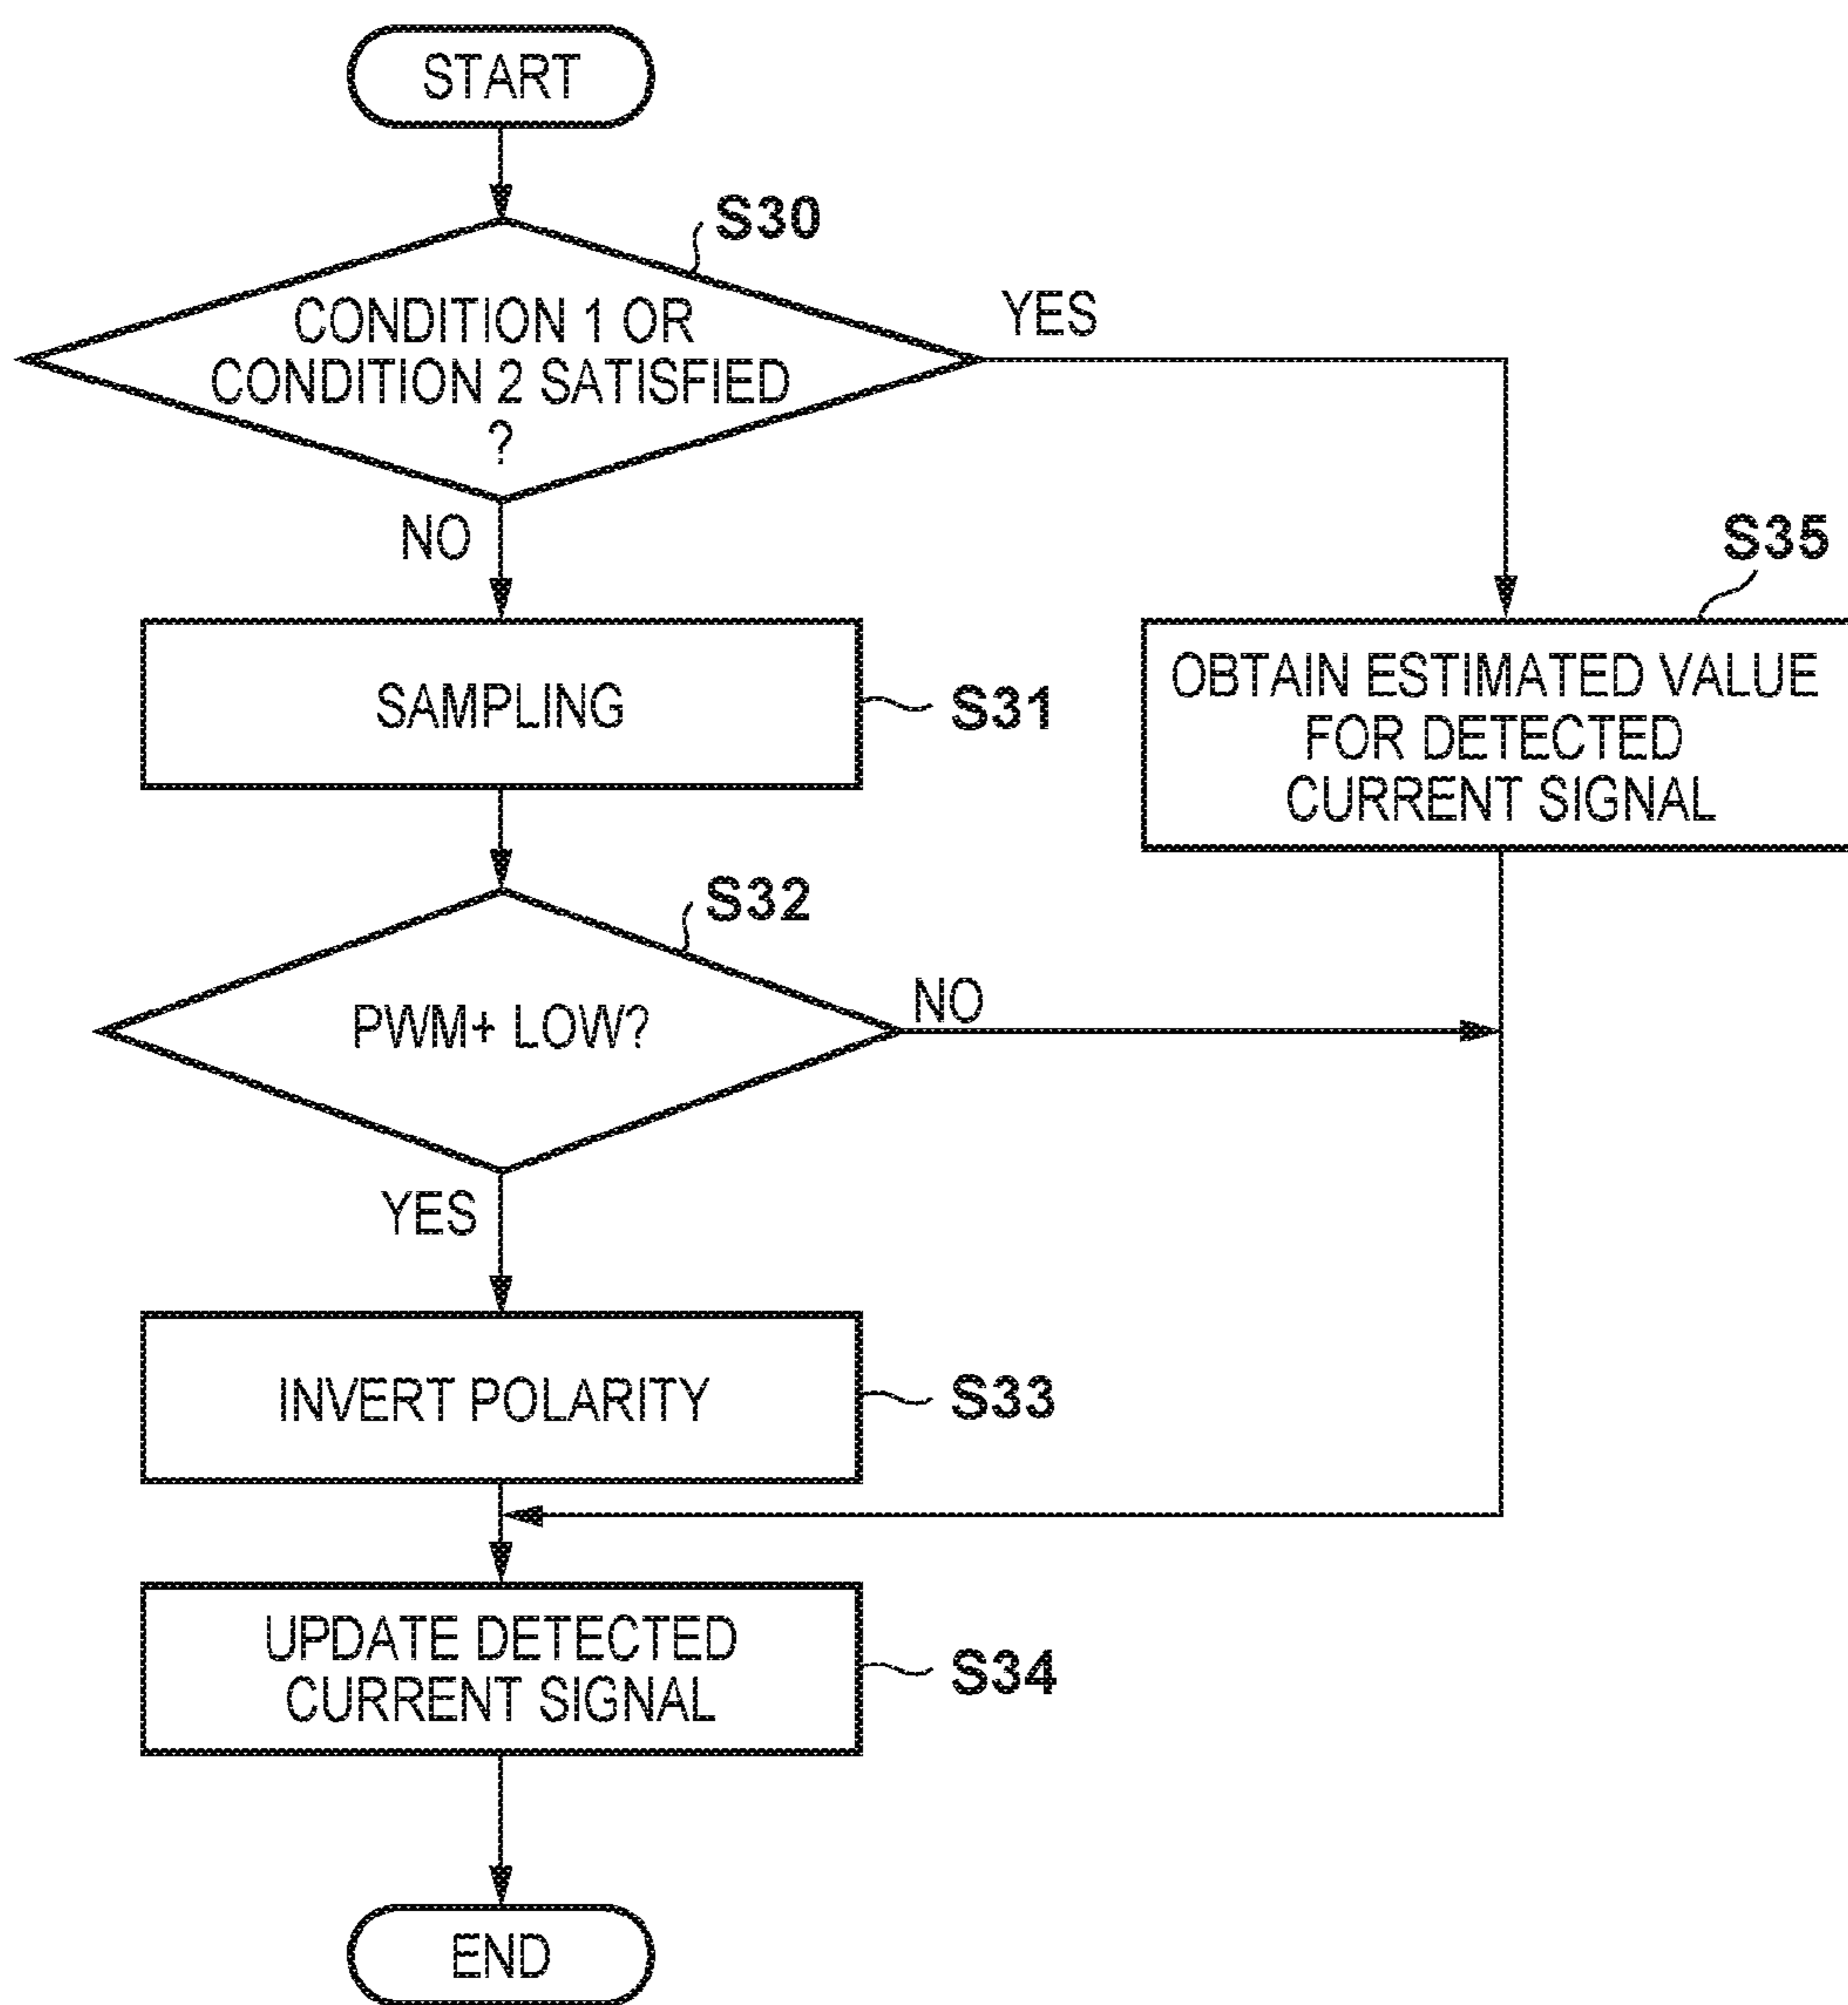 START
S30
CONDITION 1 OR
CONDITION 2 SATISFIED
?
YES
NO
S35
OBTAIN ESTIMATED VALUE
FOR DETECTED
CURRENT SIGNAL
SAMPLING
S31
S32
PWM+ LOW?
NO
YES
INVERT POLARITY
S33
UPDATE DETECTED
CURRENT SIGNAL
S34
END